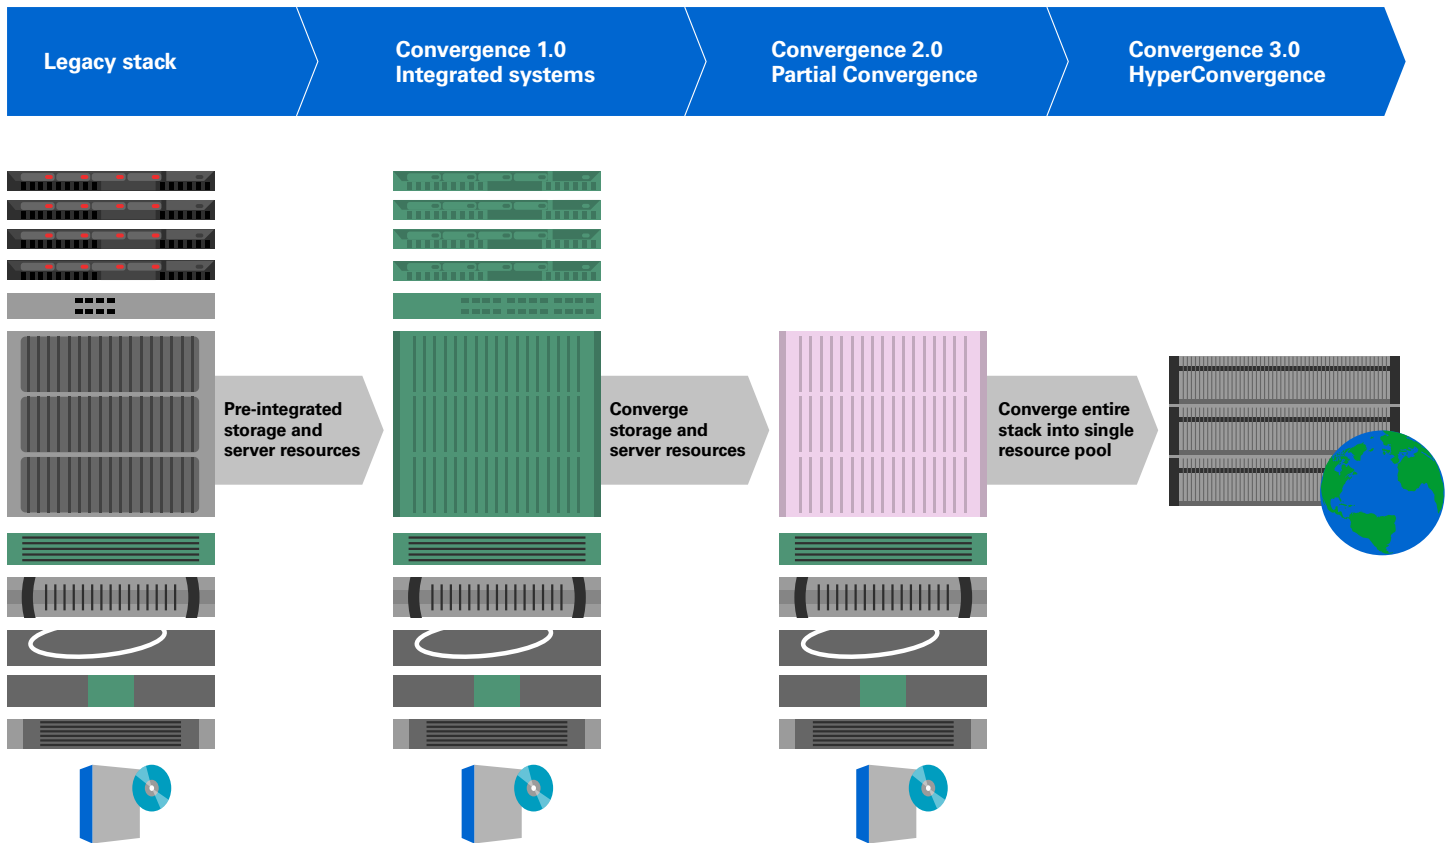 Legacy stack
Convergence 1.0
Integrated systems
Convergence 2.0
Partial Convergence
Convergence 3.0
HyperConvergence
Pre-integrated
storage and
server resources
Converge
storage and
server resources
Converge entire
stack into single
resource pool